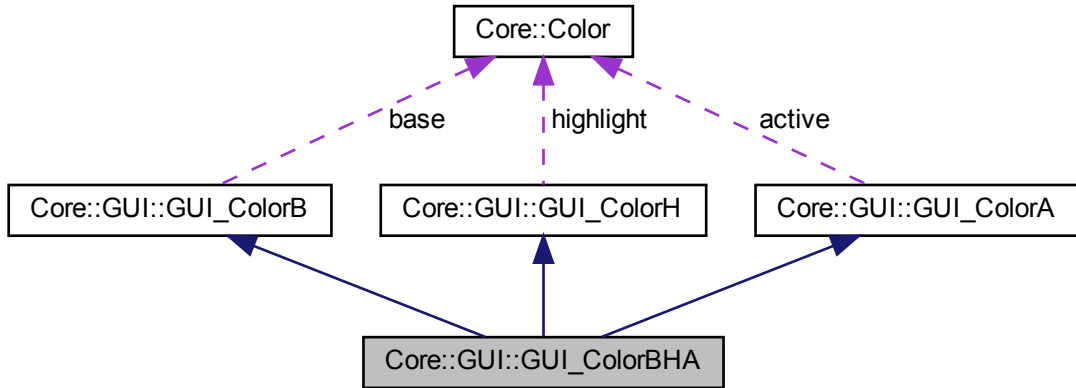 Core::Color
base
highlight
active
Core::GUI::GUI_ColorB
Core::GUI::GUI_ColorH
Core::GUI::GUI_ColorA
Core::GUI::GUI_ColorBHA